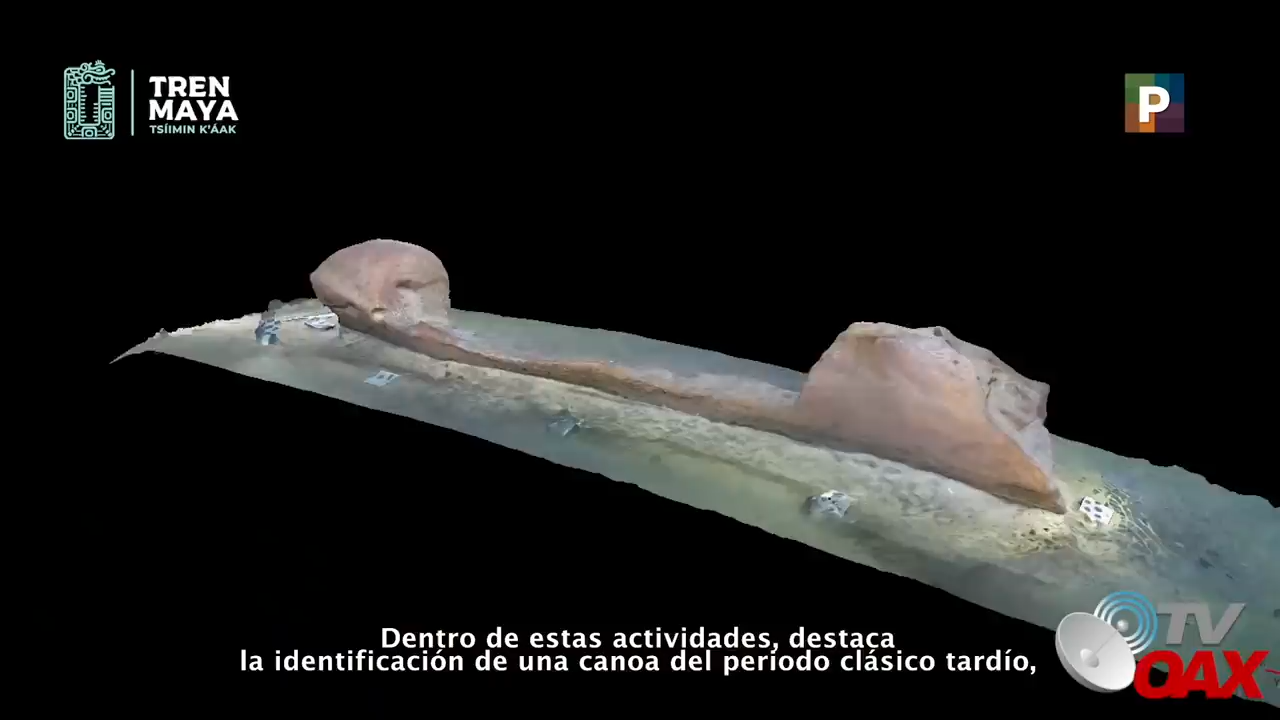 TREN
MAYA
TSÍIMIN K'ÁAK
P
Dentro de estas actividades, destaca
la identificación de una canoa del periodo clásico tardío,
TV
OAX